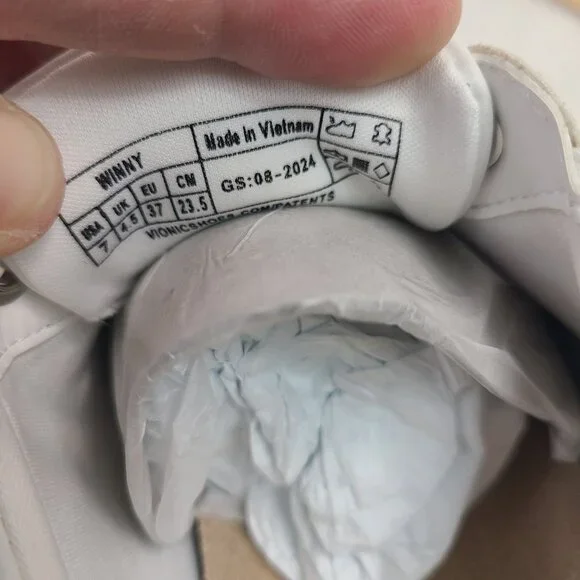 WINNY
Made in Vietnam
USA UK EU CM
7 4.5 37 23.5
GS:08-2024
VIONICSHOES.COM/PATENTS